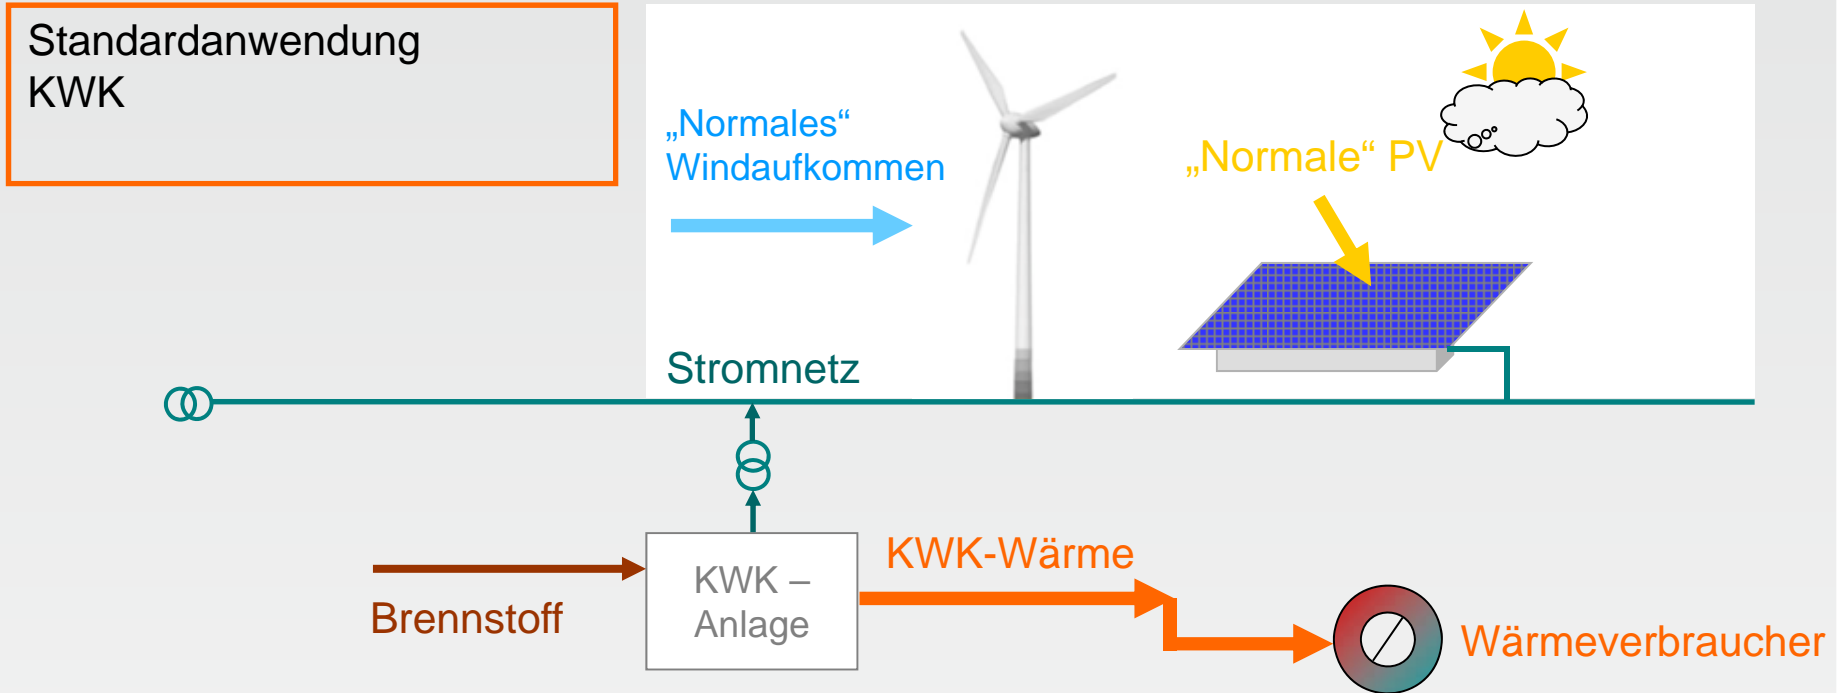 Standardanwendung
KWK
„Normales“
Windaufkommen
„Normale“ PV
Stromnetz
KWK –
Anlage
KWK-Wärme
Brennstoff
Wärmeverbraucher